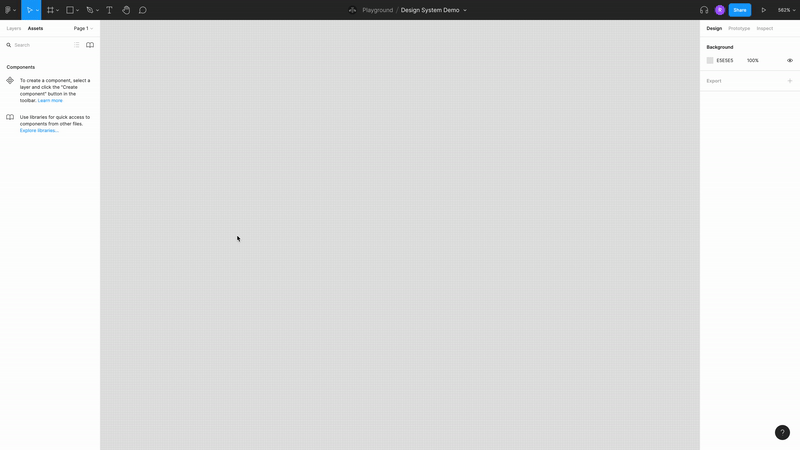 Playground / Design System Demo
R
Share
582%
Layers
Assets
Page 1
Design
Prototype
Inspect
Search
Background
E5E5E5
100%
Components
To create a component, select a
layer and click the "Create
component" button in the
toolbar. Learn more
Export
Use libraries for quick access to
components from other files.
Explore libraries...
?